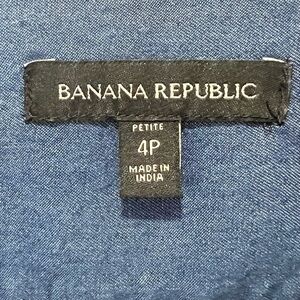 BANANA REPUBLIC
PETITE
4P
MADE IN
INDIA